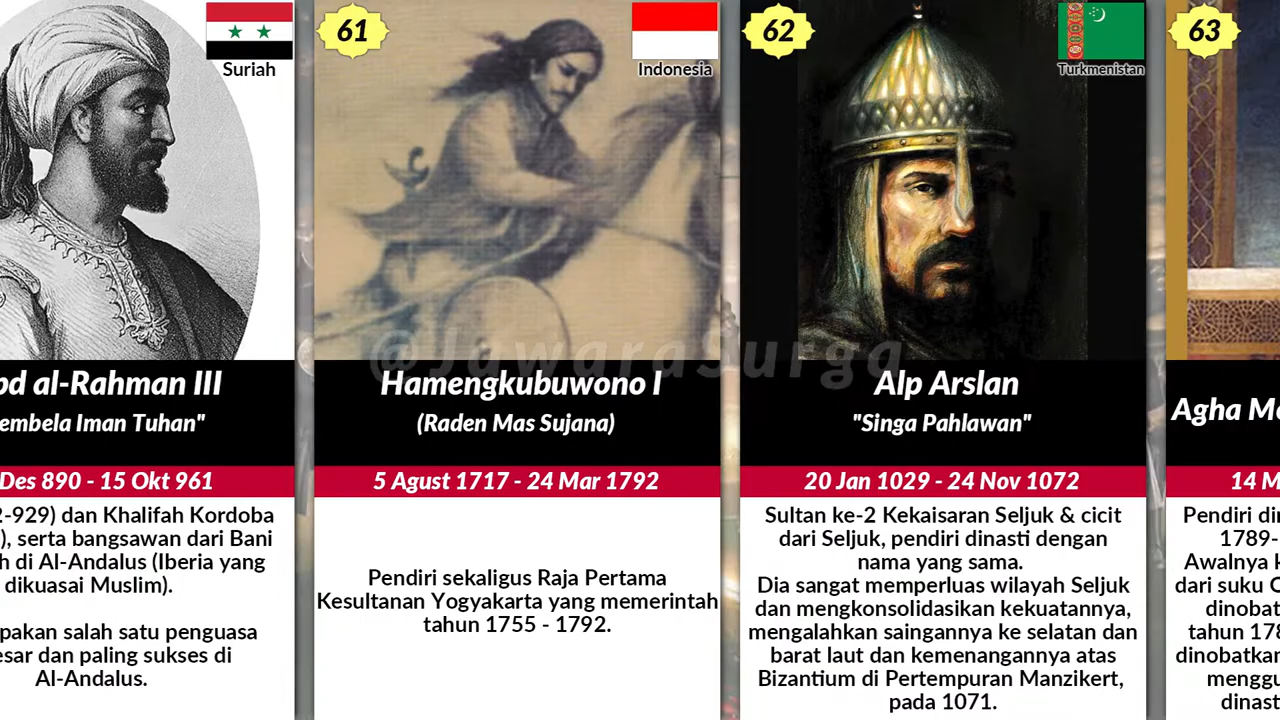 Suriah
bd al-Rahman III
embela Iman Tuhan"
Des 890 - 15 Okt 961
2-929) dan Khalifah Kordoba
), serta bangsawan dari Bani
h di Al-Andalus (Iberia yang
dikuasai Muslim).
pakan salah satu penguasa
esar dan paling sukses di
Al-Andalus.
61
Indonesia
Hamengkubuwono I
(Raden Mas Sujana)
5 Agust 1717 - 24 Mar 1792
Pendiri sekaligus Raja Pertama
Kesultanan Yogyakarta yang memerintah
tahun 1755 - 1792.
62
Turkmenistan
Alp Arslan
"Singa Pahlawan"
20 Jan 1029 - 24 Nov 1072
Sultan ke-2 Kekaisaran Seljuk & cicit
dari Seljuk, pendiri dinasti dengan
nama yang sama.
Dia sangat memperluas wilayah Seljuk
dan mengkonsolidasikan kekuatannya,
mengalahkan saingannya ke selatan dan
barat laut dan kemenangannya atas
Bizantium di Pertempuran Manzikert,
pada 1071.
63
Agha Mo
14 M
Pendiri din
1789-
Awalnya k
dari suku Q
dinobat
tahun 178
dinobatkan
menggu
dinast
@JawaraSurga